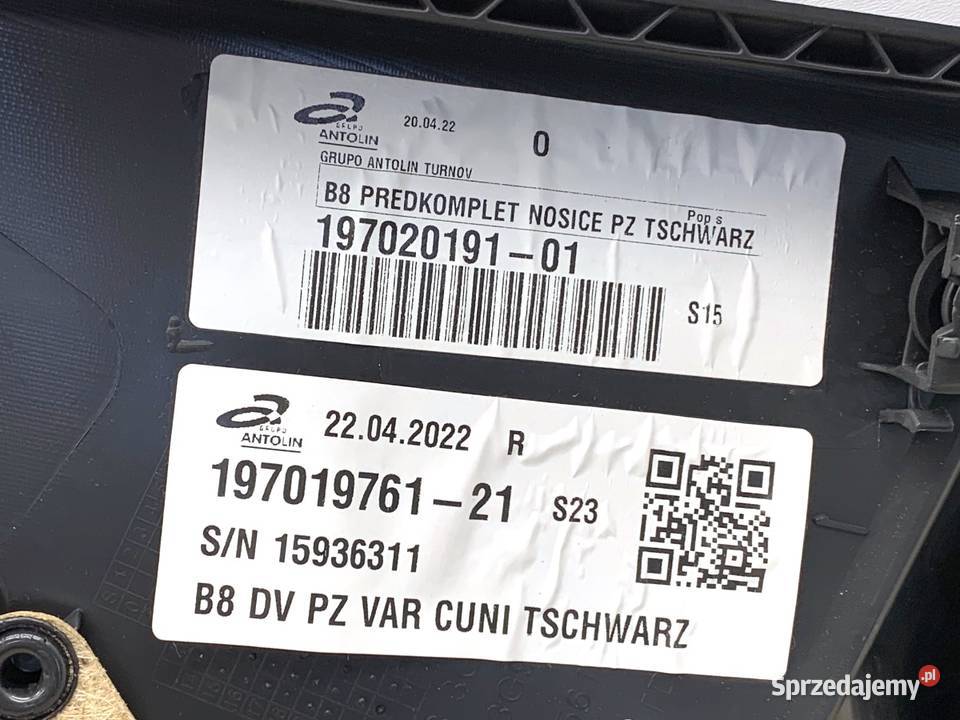 GRUPO
ANTOLIN
20.04.22
0
GRUPO ANTOLIN TURNOV
Pop s
B8 PREDKOMPLET NOSICE PZ TSCHWARZ
197020191-01
S15
GRUPO
ANTOLIN
22.04.2022 R
197019761-21 S23
S/N 15936311
B8 DV PZ VAR CUNI TSCHWARZ
Sprzedajemy.pl